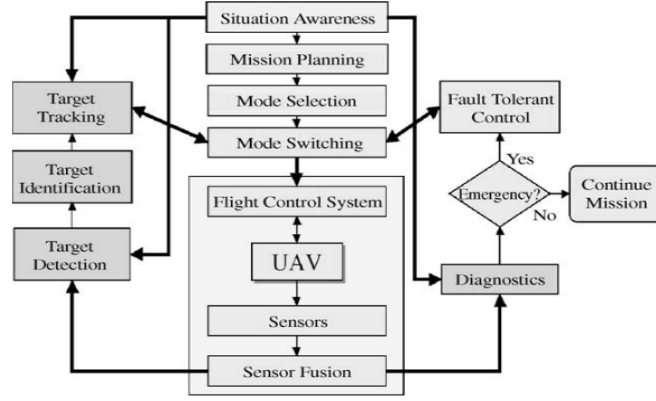 Situation Awareness
Mission Planning
Mode Selection
Mode Switching
Target
Tracking
Target
Identification
Target
Detection
Flight Control System
UAV
Sensors
Sensor Fusion
Fault Tolerant
Control
Yes
Emergency?
No
Continue
Mission
Diagnostics